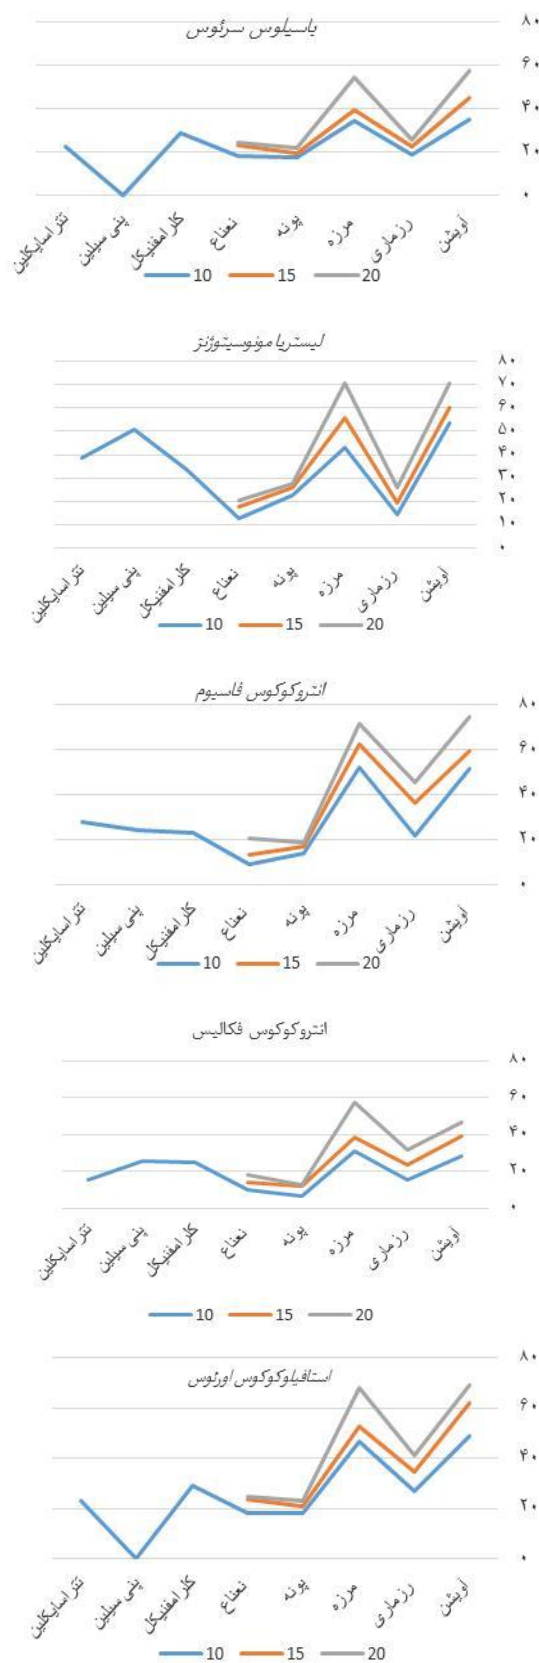 باسیلوس سرئوس
۸۰
۶۰
۴۰
۲۰
۰
آویشن
رزماری
مرزه
پونه
نعناع
کلرامفنیکل
پنی سیلین
تتراسایکلین
10 15 20
لیستریا مونوسیتوژنز
۸۰
۷۰
۶۰
۵۰
۴۰
۳۰
۲۰
۱۰
۰
آویشن
رزماری
مرزه
پونه
نعناع
کلرامفنیکل
پنی سیلین
تتراسایکلین
10 15 20
انتروکوکوس فاسیوم
۸۰
۶۰
۴۰
۲۰
۰
آویشن
رزماری
مرزه
پونه
نعناع
کلرامفنیکل
پنی سیلین
تتراسایکلین
10 15 20
انتروکوکوس فکالیس
۸۰
۶۰
۴۰
۲۰
۰
آویشن
رزماری
مرزه
پونه
نعناع
کلرامفنیکل
پنی سیلین
تتراسایکلین
10 15 20
استافیلوکوکوس اورئوس
۸۰
۶۰
۴۰
۲۰
۰
آویشن
رزماری
مرزه
پونه
نعناع
کلرامفنیکل
پنی سیلین
تتراسایکلین
10 15 20